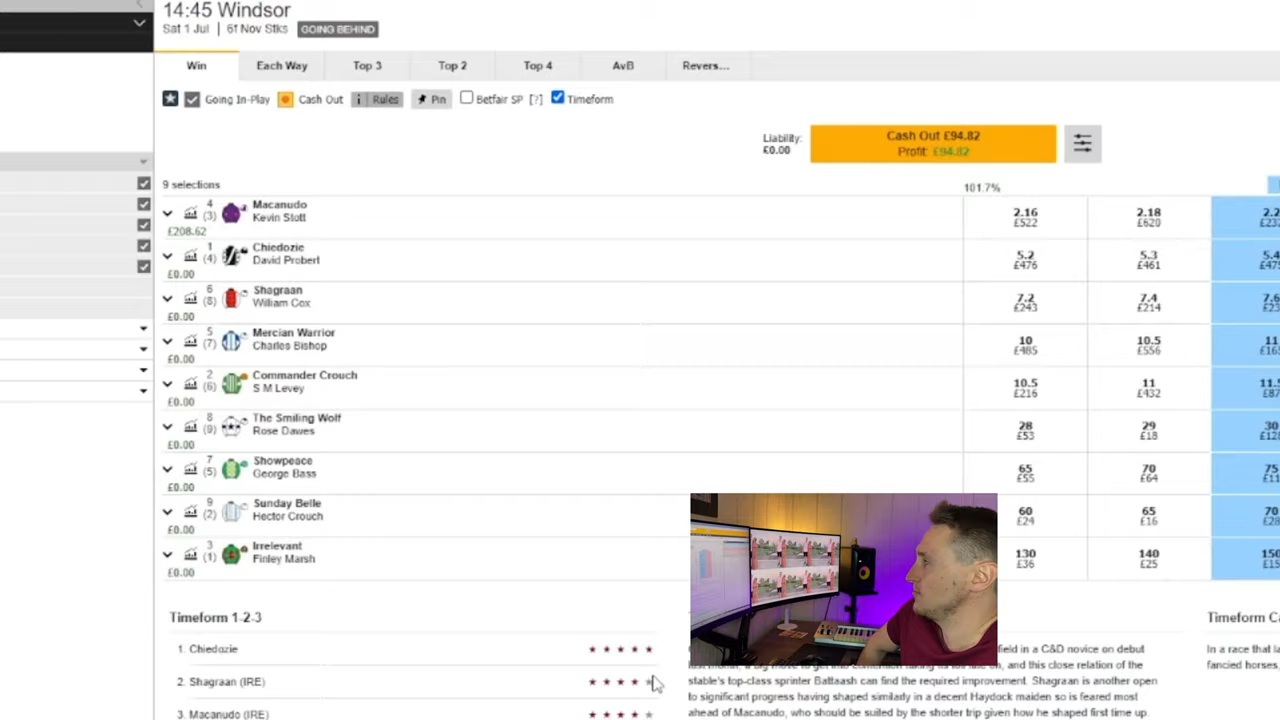 14:45 Windsor
Sat 1 Jul | 6f Nov Stks GOING BEHIND
Win Each Way Top 3 Top 2 Top 4 AvB Revers...
Going In-Play Cash Out i Rules Pin Betfair SP [?] Timeform
Liability: £0.00
Cash Out £94.82
Profit: £94.82
9 selections 101.7%
4 (3) Macanudo 2.16 2.18
Kevin Stott £522 £620
£208.62
1 (4) Chiedozie 5.2 5.3 5.4
David Probert £476 £461
£0.00
6 (8) Shagraan 7.2 7.4
William Cox £243 £214
£0.00
5 (7) Mercian Warrior 10 10.5 11
Charles Bishop £485 £556
£0.00
2 (6) Commander Crouch 10.5 11
S M Levey £216 £432
£0.00
8 (9) The Smiling Wolf 28 29 30
Rose Dawes £53 £18
£0.00
7 (5) Showpeace 65 70 75
George Bass £55 £64
£0.00
9 (2) Sunday Belle 60 65 70
Hector Crouch £24 £16
£0.00
3 (1) Irrelevant 130 140
Finley Marsh £36 £25
£0.00
Timeform 1-2-3
1. Chiedozie
2. Shagraan (IRE)
3. Macanudo (IRE)
field in a C&D novice on debut
and this close relation of the
stable's top-class sprinter Battaash can find the required improvement. Shagraan is another open
to significant progress having shaped similarly in a decent Haydock maiden so is feared most
ahead of Macanudo, who should be suited by the shorter trip given how he shaped first time up.
Timeform
In a race that
fancied horses,